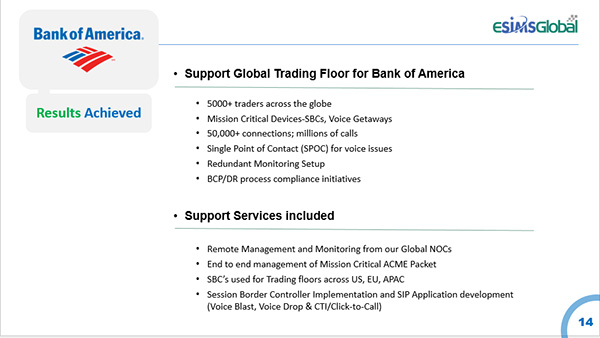 Bank of America
ESIMSGlobal
Results Achieved
• Support Global Trading Floor for Bank of America
• 5000+ traders across the globe
• Mission Critical Devices-SBCs, Voice Getaways
• 50,000+ connections; millions of calls
• Single Point of Contact (SPOC) for voice issues
• Redundant Monitoring Setup
• BCP/DR process compliance initiatives
• Support Services included
• Remote Management and Monitoring from our Global NOCs
• End to end management of Mission Critical ACME Packet
• SBC's used for Trading floors across US, EU, APAC
• Session Border Controller Implementation and SIP Application development
(Voice Blast, Voice Drop & CTI/Click-to-Call)
14